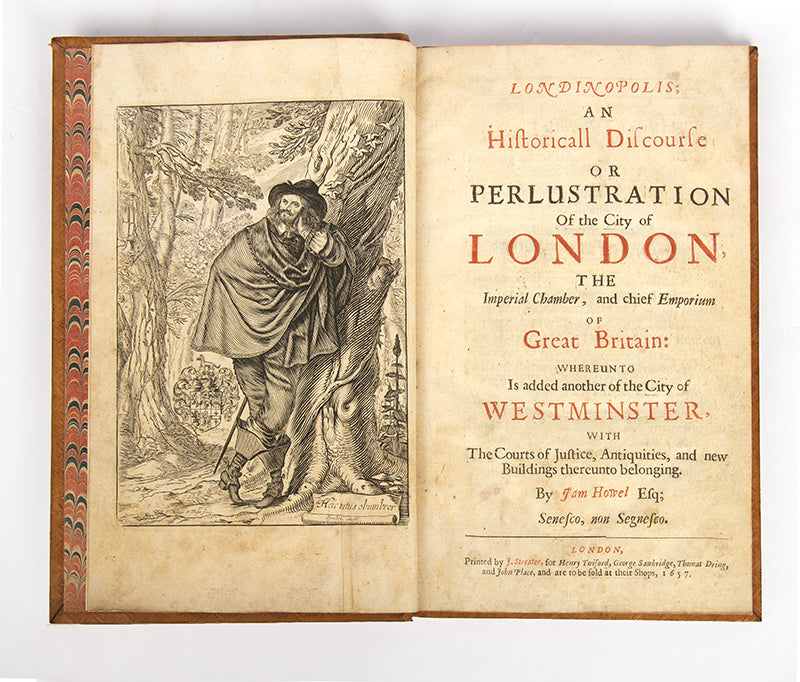 Heic tutus obumbror
LONDINOPOLIS;
AN
Hiſtoricall Diſcourſe
OR
PERLUSTRATION
Of the City of
LONDON,
THE
Imperial Chamber, and chief Emporium
OF
Great Britain:
WHEREUNTO
Is added another of the City of
WESTMINSTER,
WITH
The Courts of Juſtice, Antiquities, and new
Buildings thereunto belonging.
By Jam Howel Eſq;
Seneſco, non Segneſco.
LONDON,
Printed by J. Streater, for Henry Twiford, George Sawbridge, Thomas Dring,
and John Place, and are to be ſold at their Shops, 1657.